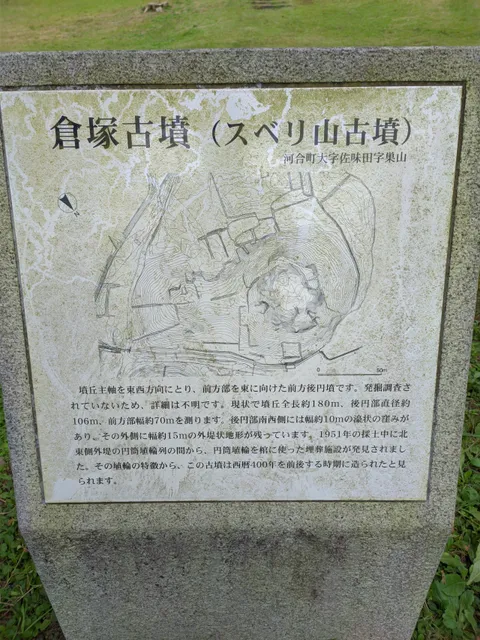 倉塚古墳（スベリ山古墳）
河合町大字佐味田字巣山
0 50m
墳丘主軸を東西方向にとり、前方部を東に向けた前方後円墳です。発掘調査さ
れていないため、詳細は不明です。現状で墳丘全長約180m、後円部直径約
106m、前方部幅約70mを測ります。後円部南西側には幅約10mの濠状の窪みが
あり、その外側に幅約15mの外堤状地形が残っています。1951年の採土中に北
東側外堤の円筒埴輪列の間から、円筒埴輪を棺に使った埋葬施設が発見されまし
た。その埴輪の特徴から、この古墳は西暦400年を前後する時期に造られたと見
られます。